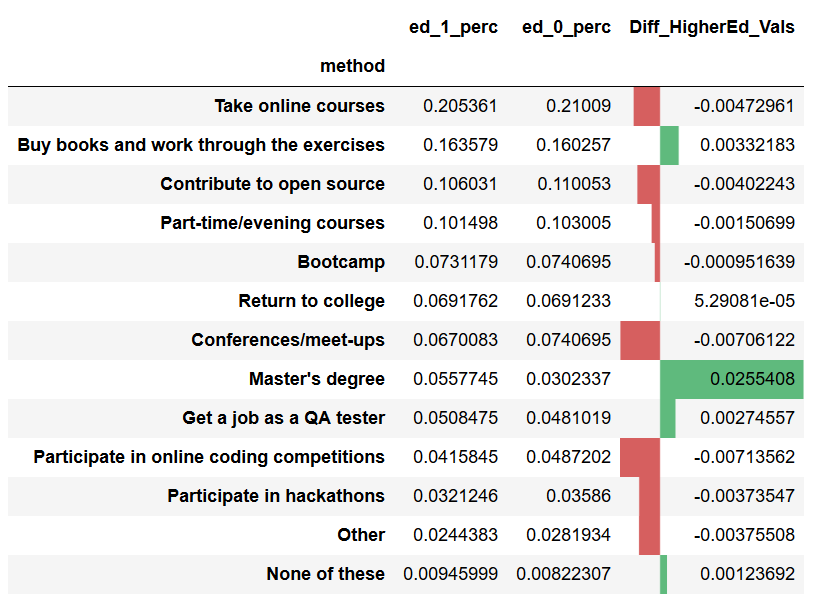 ed_1_perc ed_0_perc Diff_HigherEd_Vals
method
Take online courses 0.205361 0.21009 -0.00472961
Buy books and work through the exercises 0.163579 0.160257 0.00332183
Contribute to open source 0.106031 0.110053 -0.00402243
Part-time/evening courses 0.101498 0.103005 -0.00150699
Bootcamp 0.0731179 0.0740695 -0.000951639
Return to college 0.0691762 0.0691233 5.29081e-05
Conferences/meet-ups 0.0670083 0.0740695 -0.00706122
Master's degree 0.0557745 0.0302337 0.0255408
Get a job as a QA tester 0.0508475 0.0481019 0.00274557
Participate in online coding competitions 0.0415845 0.0487202 -0.00713562
Participate in hackathons 0.0321246 0.03586 -0.00373547
Other 0.0244383 0.0281934 -0.00375508
None of these 0.00945999 0.00822307 0.00123692